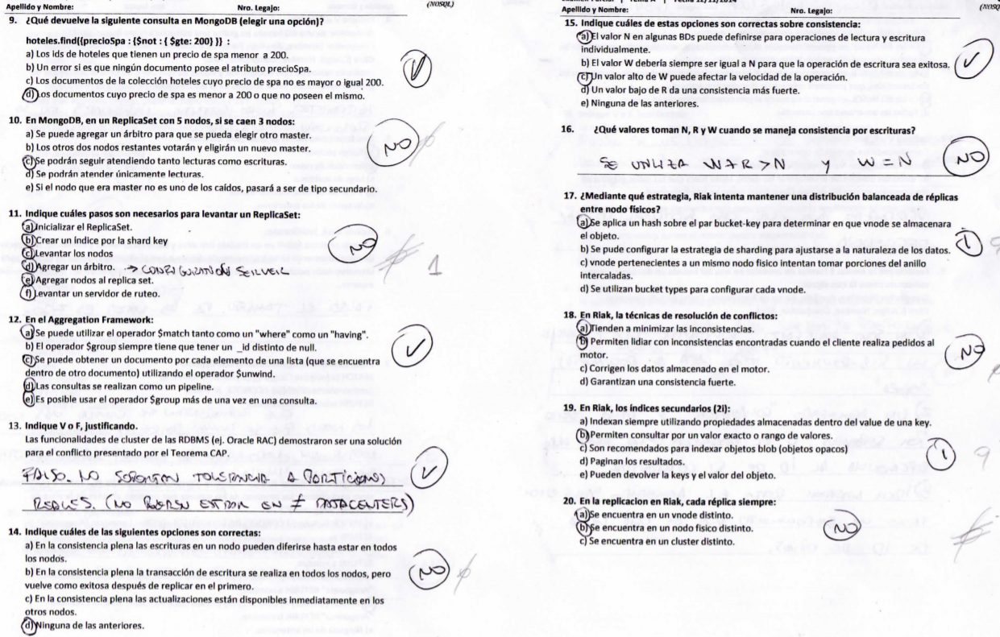 Apellido y Nombre: Nro. Legajo: (NOSQL)
9. ¿Qué devuelve la siguiente consulta en MongoDB (elegir una opción)?
hoteles.find({precioSpa : {$not : { $gte: 200} }} :
a) Los ids de hoteles que tienen un precio de spa menor a 200.
b) Un error si es que ningún documento posee el atributo precioSpa.
c) Los documentos de la colección hoteles cuyo precio de spa no es mayor o igual 200.
d) Los documentos cuyo precio de spa es menor a 200 o que no poseen el mismo.
10. En MongoDB, en un ReplicaSet con 5 nodos, si se caen 3 nodos:
a) Se puede agregar un árbitro para que se pueda elegir otro master.
b) Los otros dos nodos restantes votarán y eligirán un nuevo master.
c) Se podrán seguir atendiendo tanto lecturas como escrituras.
d) Se podrán atender únicamente lecturas.
e) Si el nodo que era master no es uno de los caídos, pasará a ser de tipo secundario.
NO
11. Indique cuáles pasos son necesarios para levantar un ReplicaSet:
a) Inicializar el ReplicaSet.
b) Crear un índice por la shard key
c) Levantar los nodos
d) Agregar un árbitro. → CONFIGURATION SERVER
e) Agregar nodos al replica set.
f) Levantar un servidor de ruteo.
NO
1
12. En el Aggregation Framework:
a) Se puede utilizar el operador $match tanto como un "where" como un "having".
b) El operador $group siempre tiene que tener un _id distinto de null.
c) Se puede obtener un documento por cada elemento de una lista (que se encuentra
dentro de otro documento) utilizando el operador $unwind.
d) Las consultas se realizan como un pipeline.
e) Es posible usar el operador $group más de una vez en una consulta.
13. Indique V o F, justificando.
Las funcionalidades de cluster de las RDBMS (ej. Oracle RAC) demostraron ser una solución
para el conflicto presentado por el Teorema CAP.
FALSO. NO SOPORTAN TOLERANCIA A PARTICIONES
REALES. (NO PUEDEN ESTAR EN ≠ DATACENTERS)
14. Indique cuáles de las siguientes opciones son correctas:
a) En la consistencia plena las escrituras en un nodo pueden diferirse hasta estar en todos
los nodos.
b) En la consistencia plena la transacción de escritura se realiza en todos los nodos, pero
vuelve como exitosa después de replicar en el primero.
c) En la consistencia plena las actualizaciones están disponibles inmediatamente en los
otros nodos.
d) Ninguna de las anteriores.
NO
Apellido y Nombre: Nro. Legajo:
15. Indique cuáles de estas opciones son correctas sobre consistencia:
a) El valor N en algunas BDs puede definirse para operaciones de lectura y escritura
individualmente.
b) El valor W debería siempre ser igual a N para que la operación de escritura sea exitosa.
c) Un valor alto de W puede afectar la velocidad de la operación.
d) Un valor bajo de R da una consistencia más fuerte.
e) Ninguna de las anteriores.
16. ¿Qué valores toman N, R y W cuando se maneja consistencia por escrituras?
SE UTILIZA W+R>N Y W=N
NO
17. ¿Mediante qué estrategia, Riak intenta mantener una distribución balanceada de réplicas
entre nodo físicos?
a) Se aplica un hash sobre el par bucket-key para determinar en que vnode se almacenara
el objeto.
b) Se pude configurar la estrategia de sharding para ajustarse a la naturaleza de los datos.
c) vnode pertenecientes a un mismo nodo fisico intentan tomar porciones del anillo
intercaladas.
d) Se utilizan bucket types para configurar cada vnode.
18. En Riak, la técnicas de resolución de conflictos:
a) Tienden a minimizar las inconsistencias.
b) Permiten lidiar con inconsistencias encontradas cuando el cliente realiza pedidos al
motor.
c) Corrigen los datos almacenado en el motor.
d) Garantizan una consistencia fuerte.
NO
19. En Riak, los índices secundarios (2i):
a) Indexan siempre utilizando propiedades almacenadas dentro del value de una key.
b) Permiten consultar por un valor exacto o rango de valores.
c) Son recomendados para indexar objetos blob (objetos opacos)
d) Paginan los resultados.
e) Pueden devolver la keys y el valor del objeto.
20. En la replicacion en Riak, cada réplica siempre:
a) Se encuentra en un vnode distinto.
b) Se encuentra en un nodo fisico distinto.
c) Se encuentra en un cluster distinto.
NO